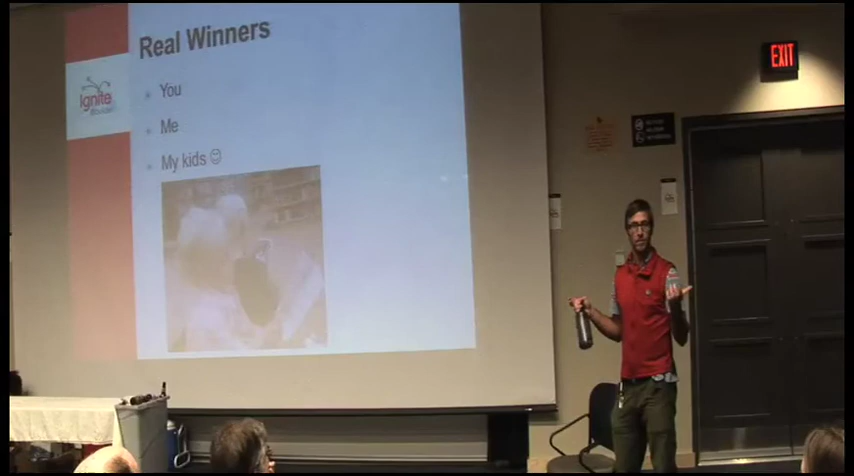 Real Winners
You
Me
My kids ☺
Ignite
Boulder
EXIT